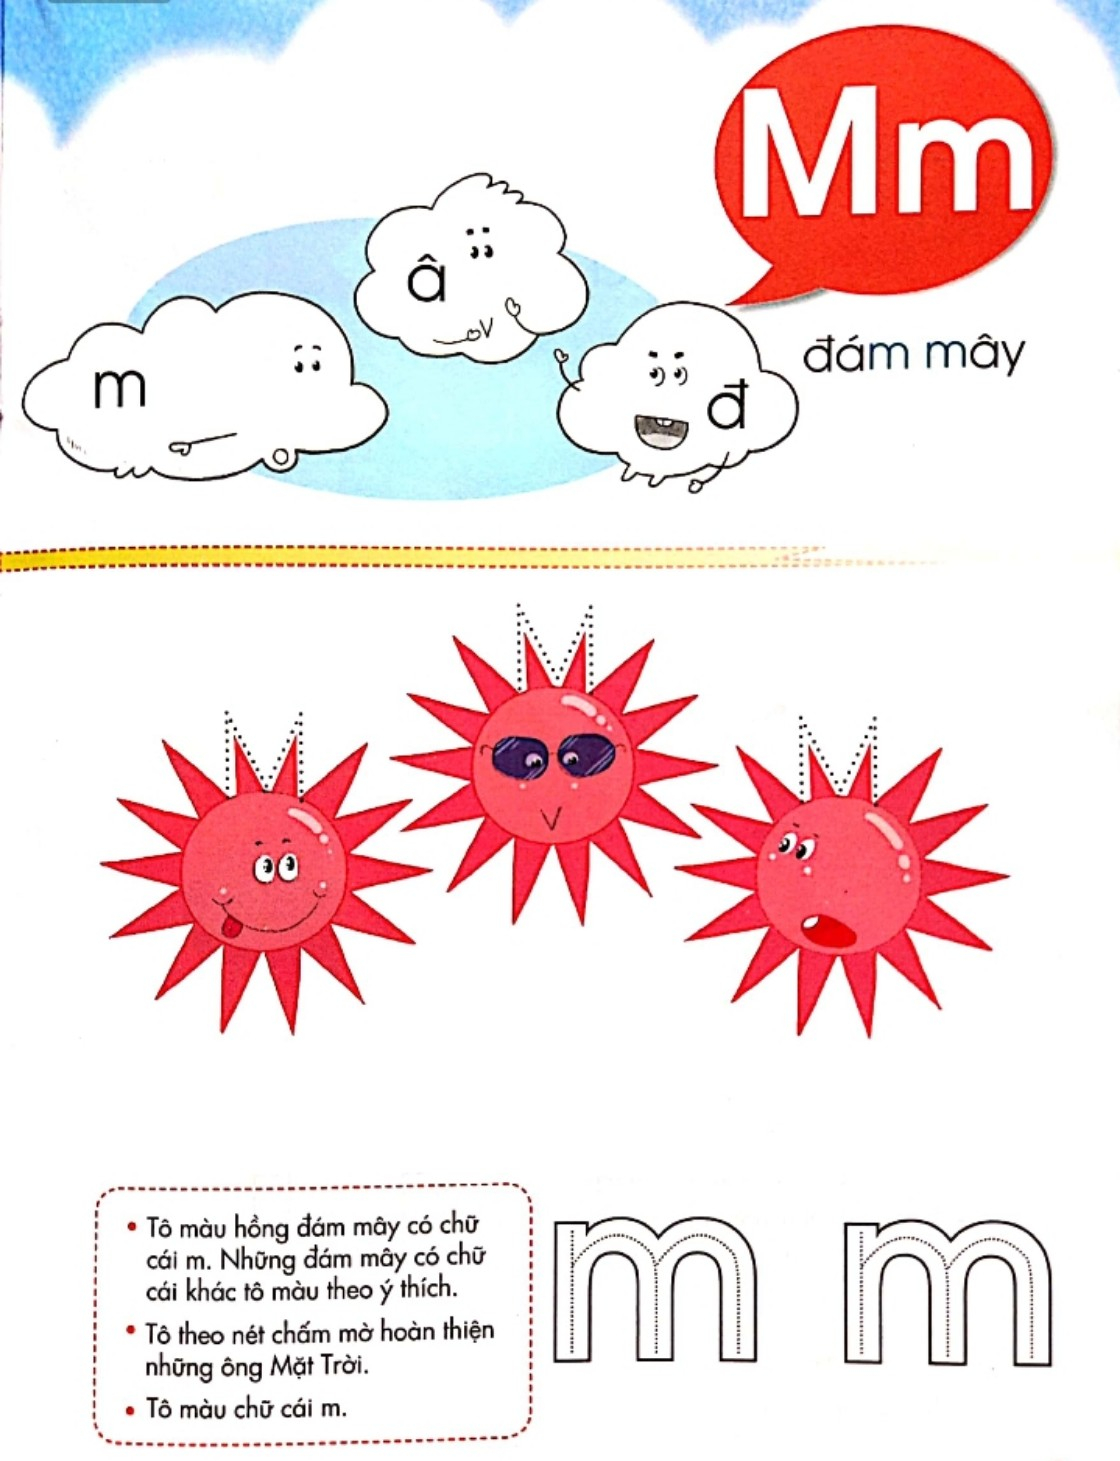 Mm
â
m
đ
đám mây
• Tô màu hồng đám mây có chữ
cái m. Những đám mây có chữ
cái khác tô màu theo ý thích.
• Tô theo nét chấm mờ hoàn thiện
những ông Mặt Trời.
• Tô màu chữ cái m.
m m